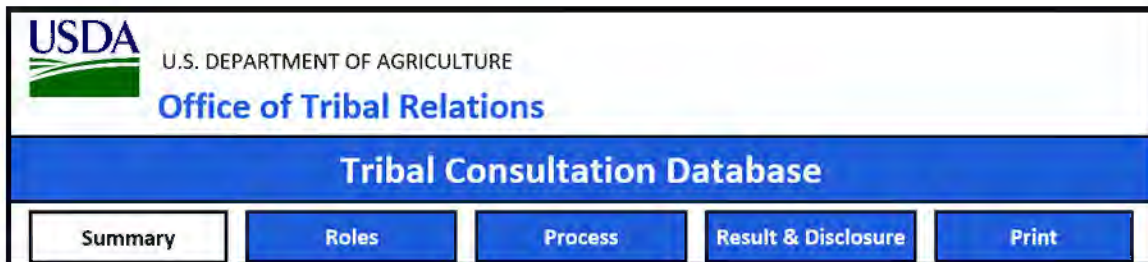 USDA
U.S. DEPARTMENT OF AGRICULTURE
Office of Tribal Relations
Tribal Consultation Database
Summary Roles Process Result & Disclosure Print